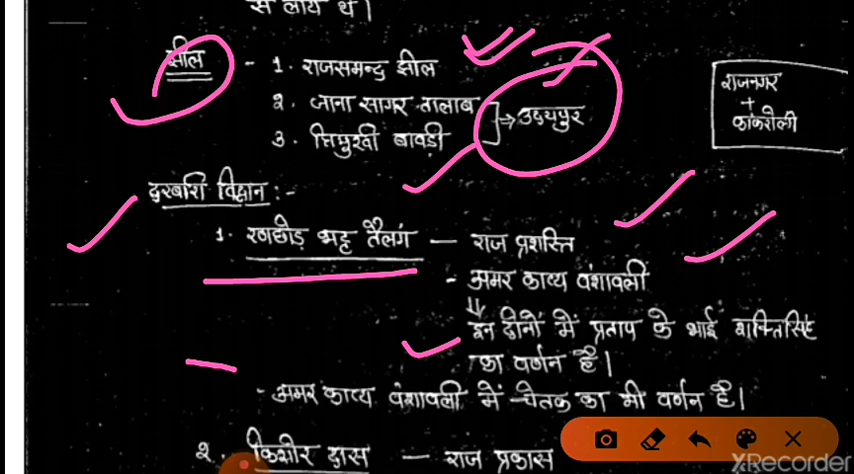 से लाये थे।
झील - 1. राजसमन्द झील
2. जाना सागर तालाब
3. त्रिमुखी बावडी
→ उदयपुर
राजनगर
+
कांकरोली
दरबारी विद्वान :-
1. रणछोड़ भट्ट तैलंग — राज प्रशस्ति
- अमर काव्य वंशावली
इन दोनों में प्रताप के भाई शक्तिसिंह
का वर्णन है।
- अमर काव्य वंशावली में चेतक का भी वर्णन है।
2. किशोर दास — राज प्रकास
XRecorder